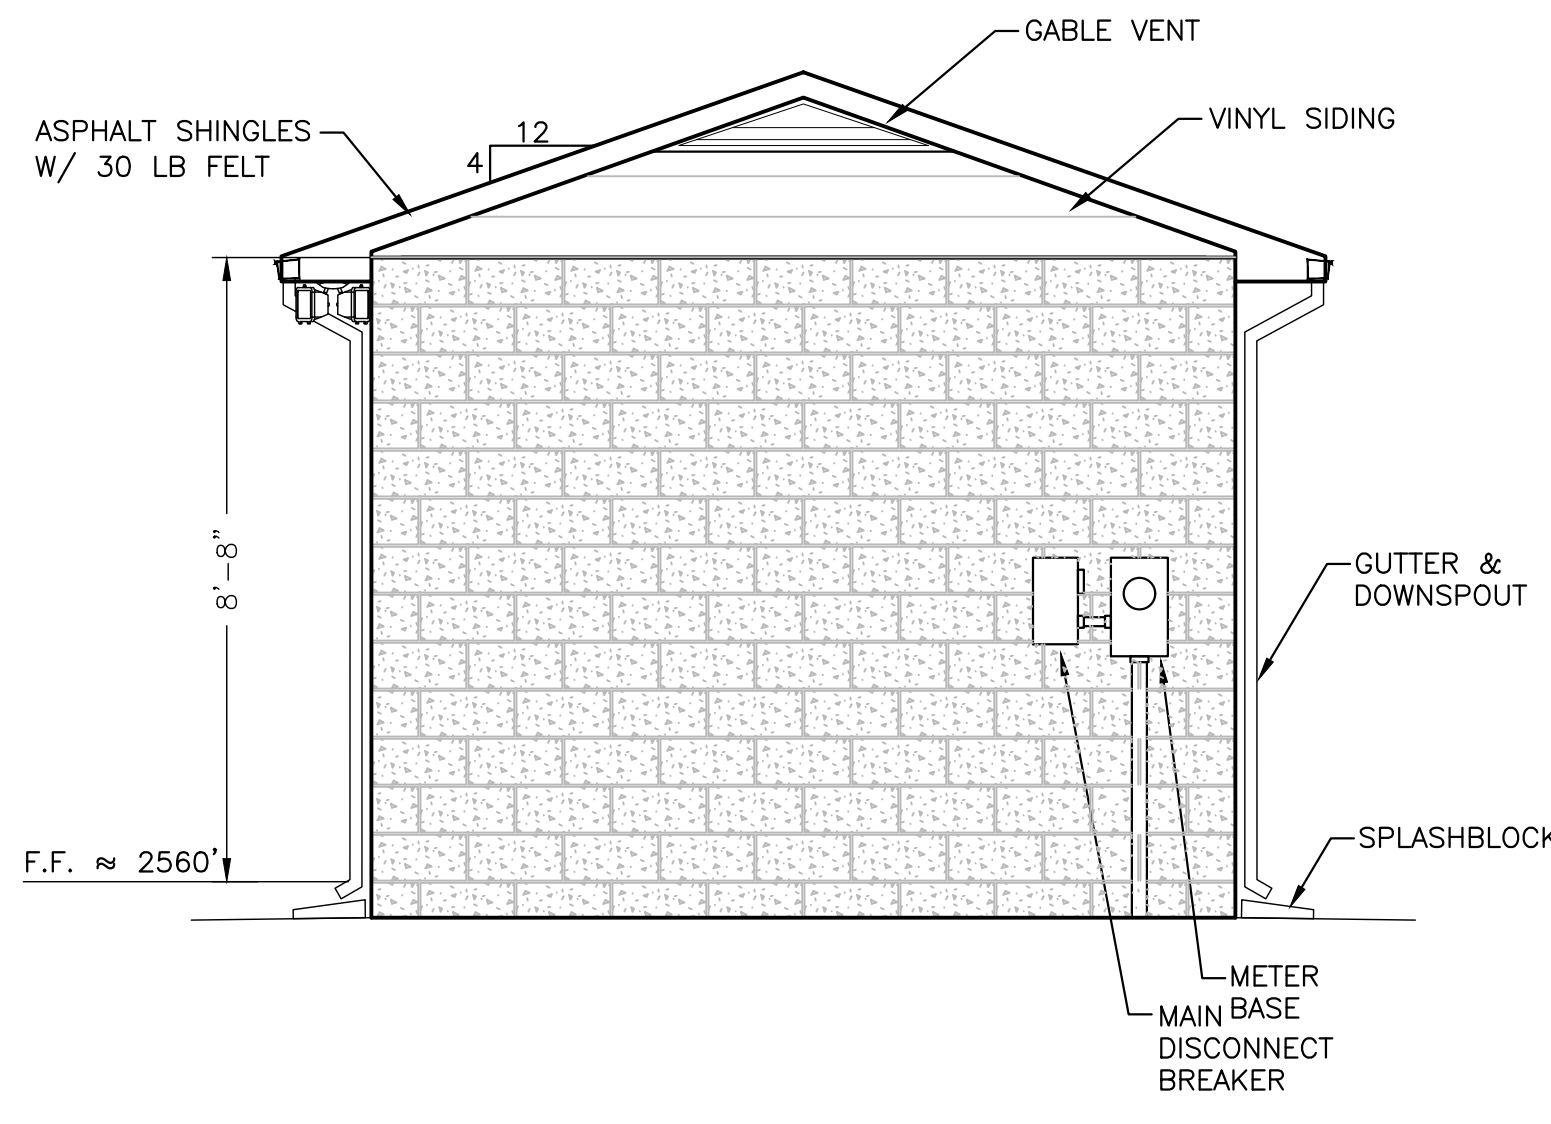 GABLE VENT
VINYL SIDING
ASPHALT SHINGLES
W/ 30 LB FELT
12
4
8'-8"
GUTTER &
DOWNSPOUT
F.F. ≈ 2560'
SPLASHBLOCK
METER
BASE
MAIN
DISCONNECT
BREAKER